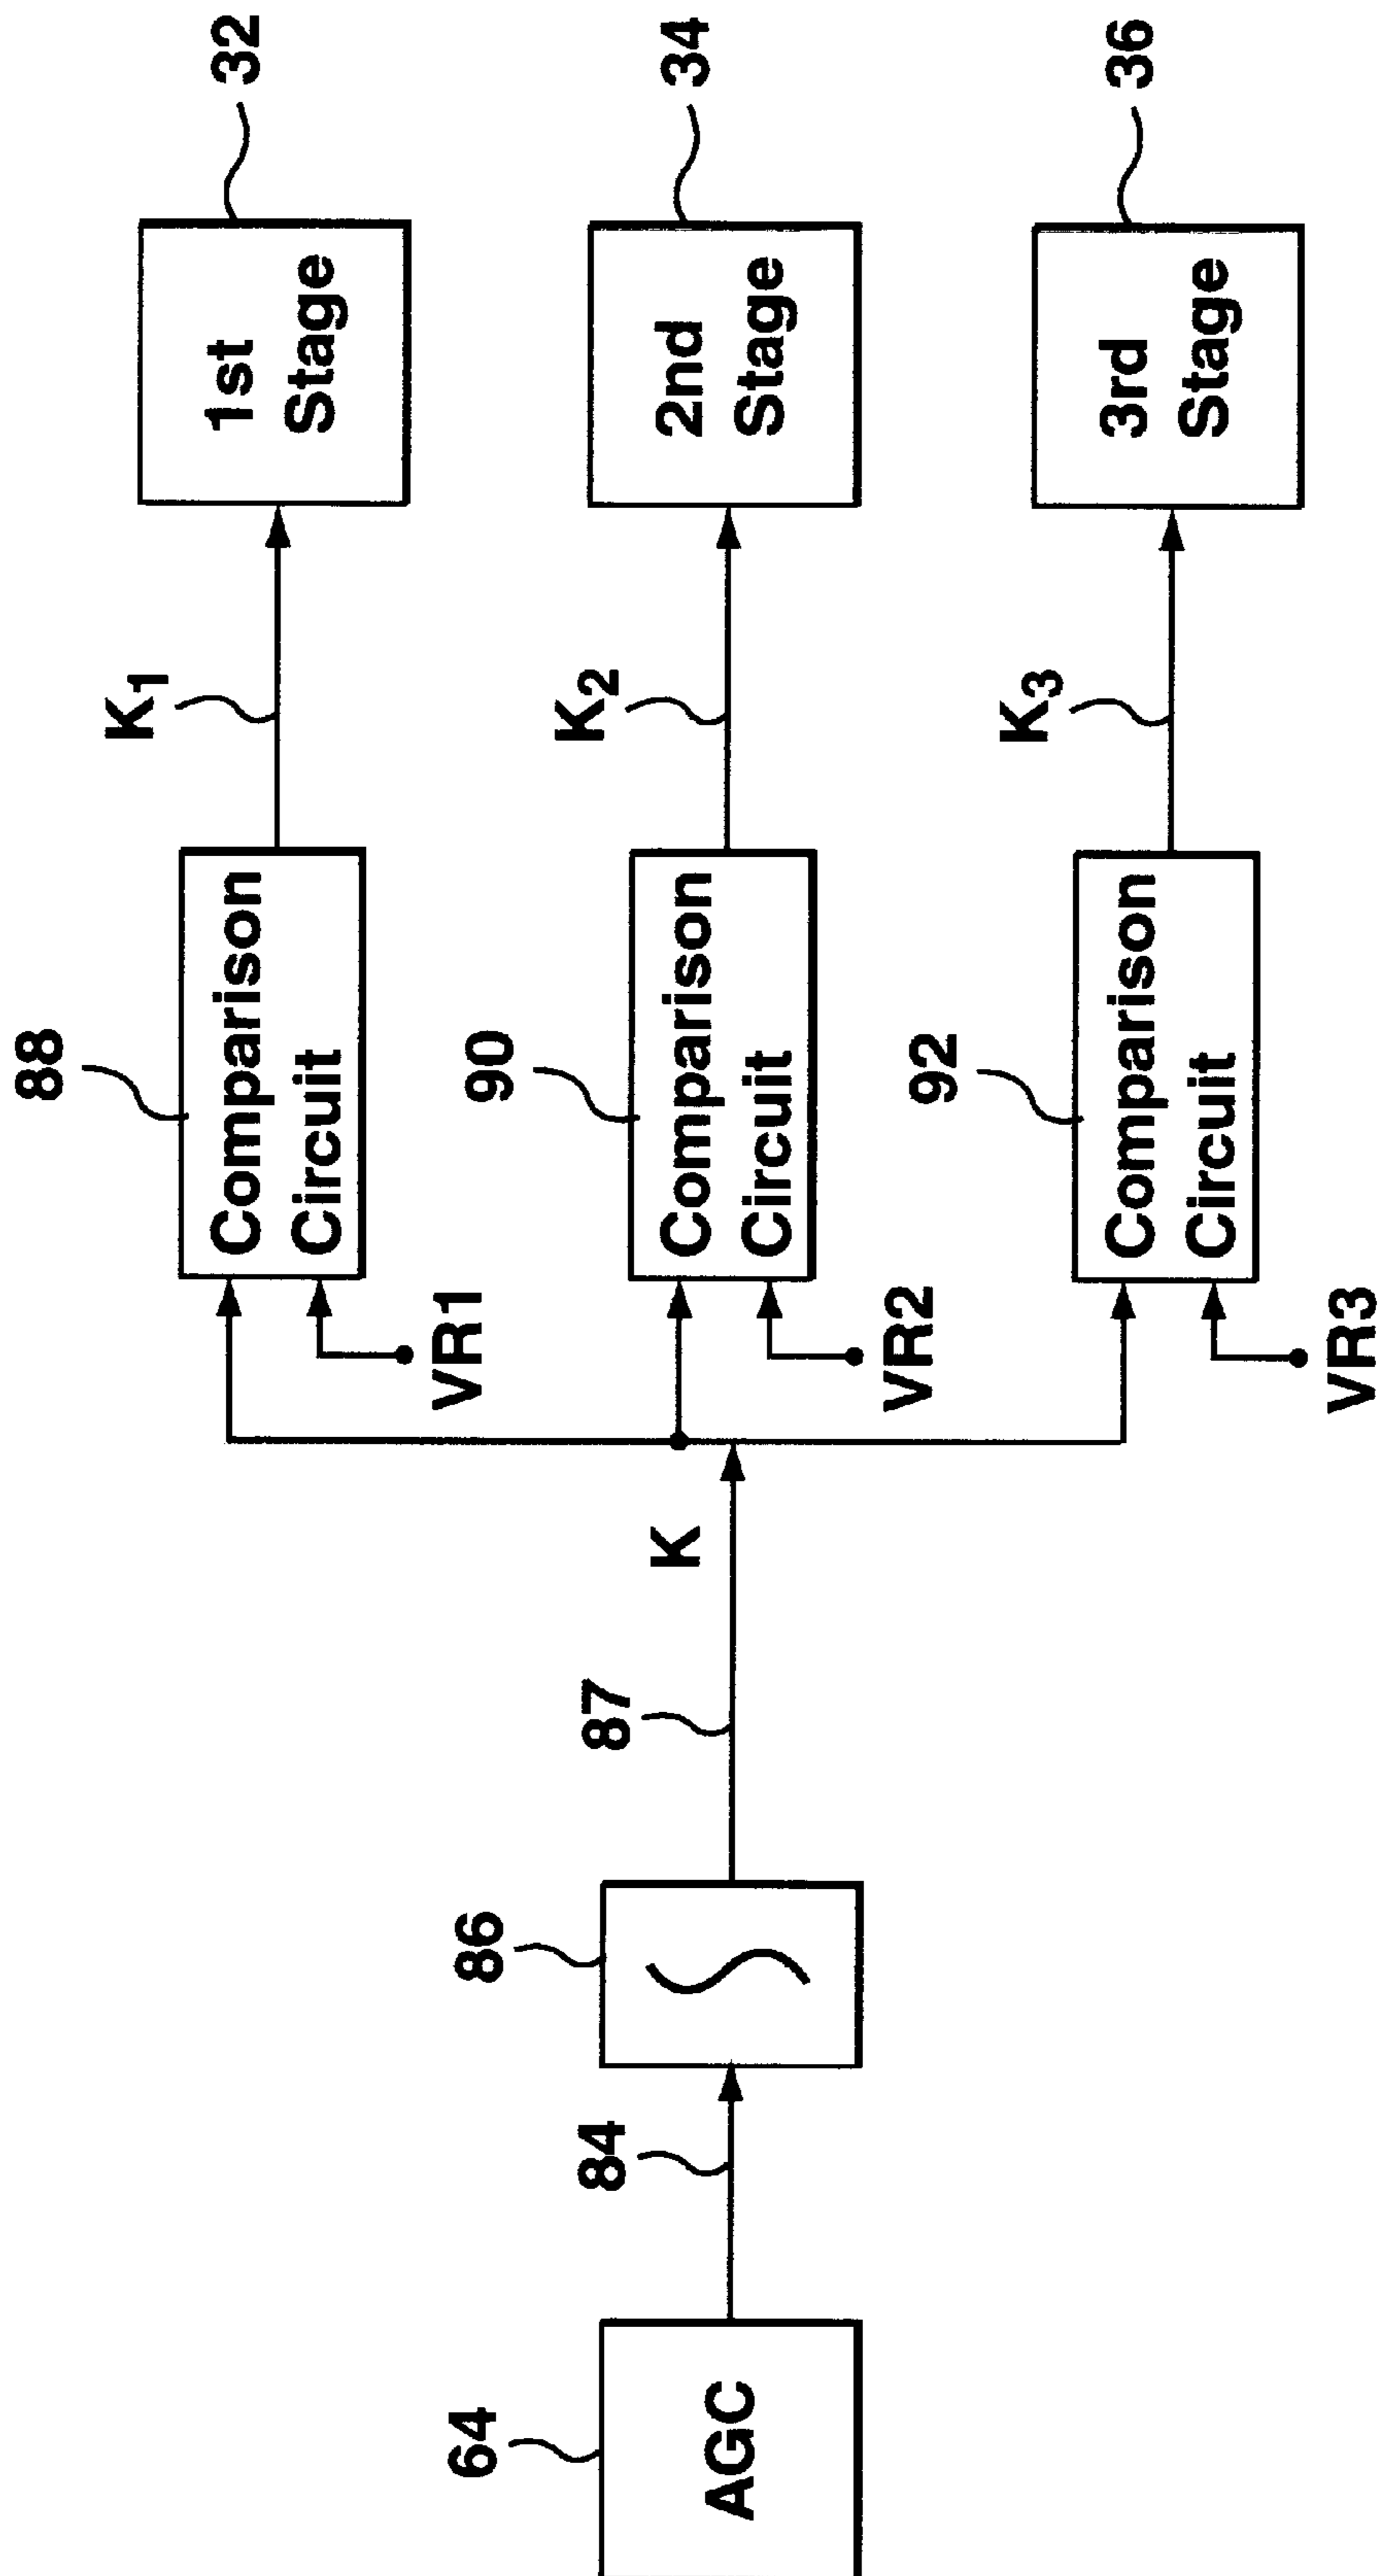 64
AGC
84
86
87
K
88
Comparison
Circuit
VR1
K1
1st
Stage
32
90
Comparison
Circuit
VR2
K2
2nd
Stage
34
92
Comparison
Circuit
VR3
K3
3rd
Stage
36